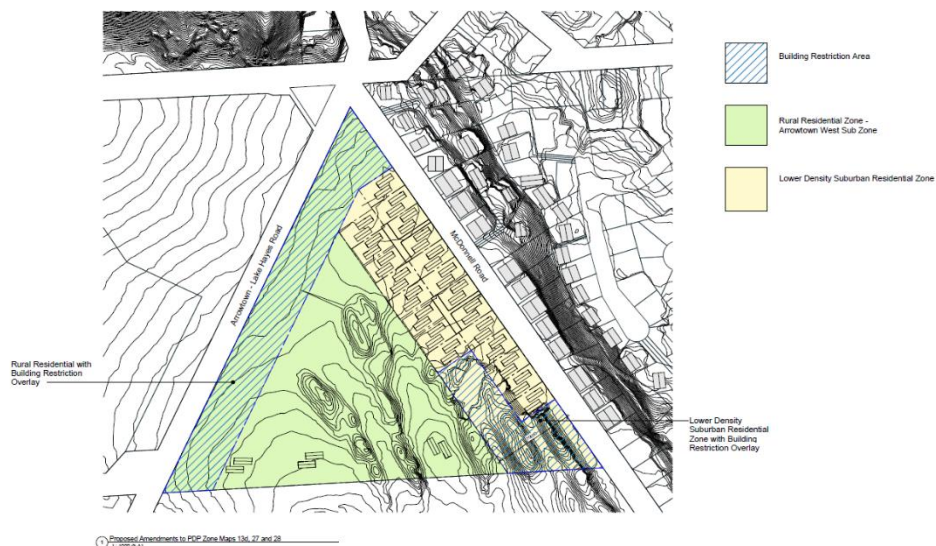 Building Restriction Area
Rural Residential Zone -
Arrowtown West Sub Zone
Lower Density Suburban Residential Zone
Arrowtown - Lake Hayes Road
McDonnell Road
Rural Residential with
Building Restriction
Overlay
Lower Density
Suburban Residential
Zone with Building
Restriction Overlay
1 Proposed Amendments to PDP Zone Maps 13d, 27 and 28